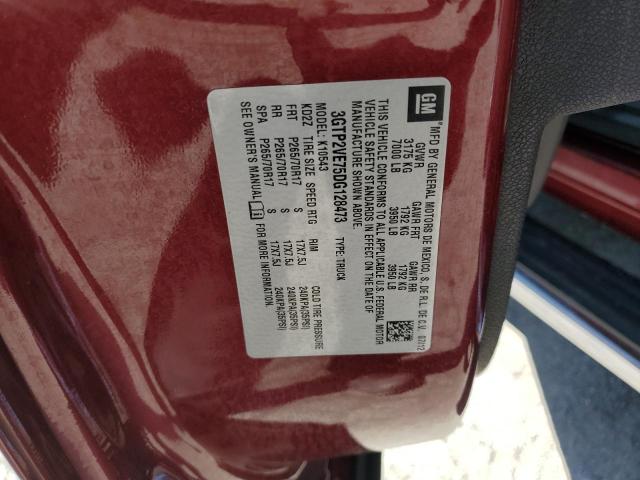 GM
MFD BY GENERAL MOTORS DE MEXICO, S. DE R.L. DE C.V. 07/12
GVWR GAWR FRT GAWR RR
3175 KG 1792 KG 1792 KG
7000 LB 3950 LB 3950 LB
THIS VEHICLE CONFORMS TO ALL APPLICABLE U.S. FEDERAL MOTOR
VEHICLE SAFETY STANDARDS IN EFFECT ON THE DATE OF
MANUFACTURE SHOWN ABOVE.
3GTP2VE75DG128473 TYPE: TRUCK
MODEL: K10543
KD2Z TIRE SIZE SPEED RTG RIM COLD TIRE PRESSURE
FRT P265/70R17 S 17X7.5J 240KPA(35PSI)
RR P265/70R17 S 17X7.5J 240KPA(35PSI)
SPA P265/70R17 S 17X7.5J 240KPA(35PSI)
SEE OWNER'S MANUAL FOR MORE INFORMATION.